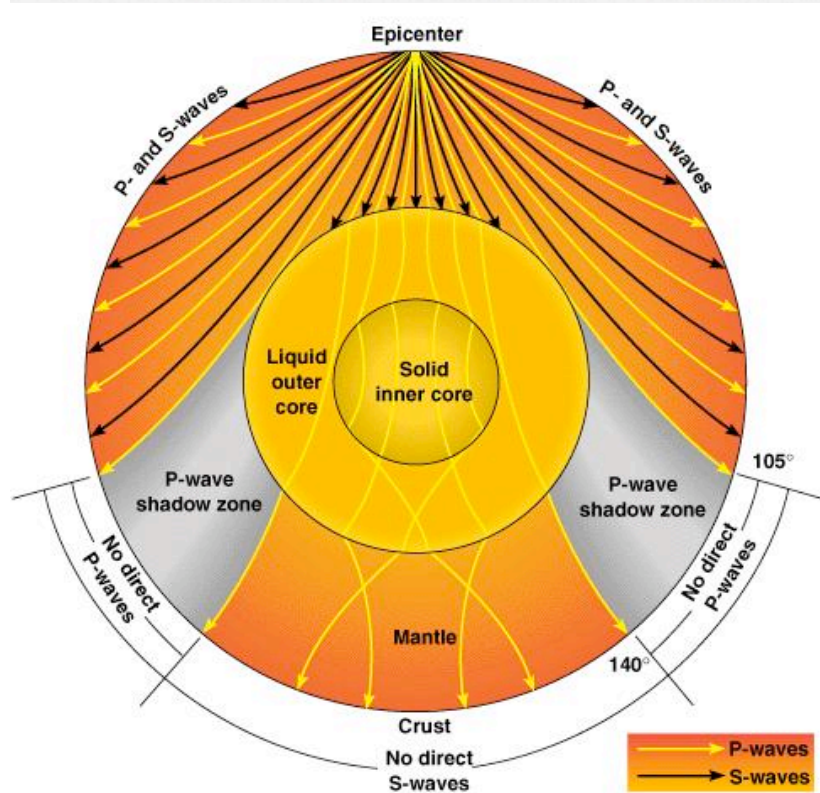 Epicenter
P- and S-waves
P- and S-waves
Liquid
outer
core
Solid
inner core
P-wave
shadow zone
P-wave
shadow zone
105°
No direct
P-waves
No direct
P-waves
Mantle
140°
Crust
No direct
S-waves
P-waves
S-waves